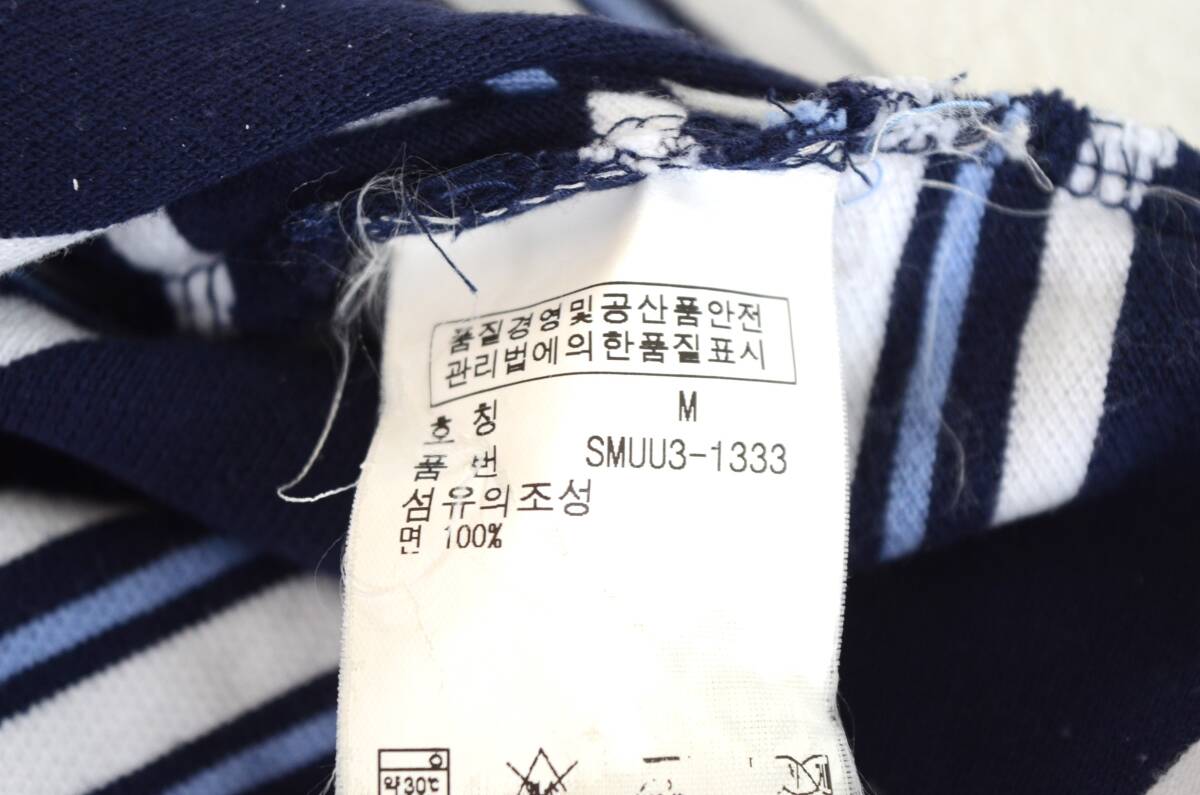 품질경영및공산품안전
관리법에의한품질표시
호 칭 M
품 번 SMUU3-1333
섬유의조성
면 100%
약30℃